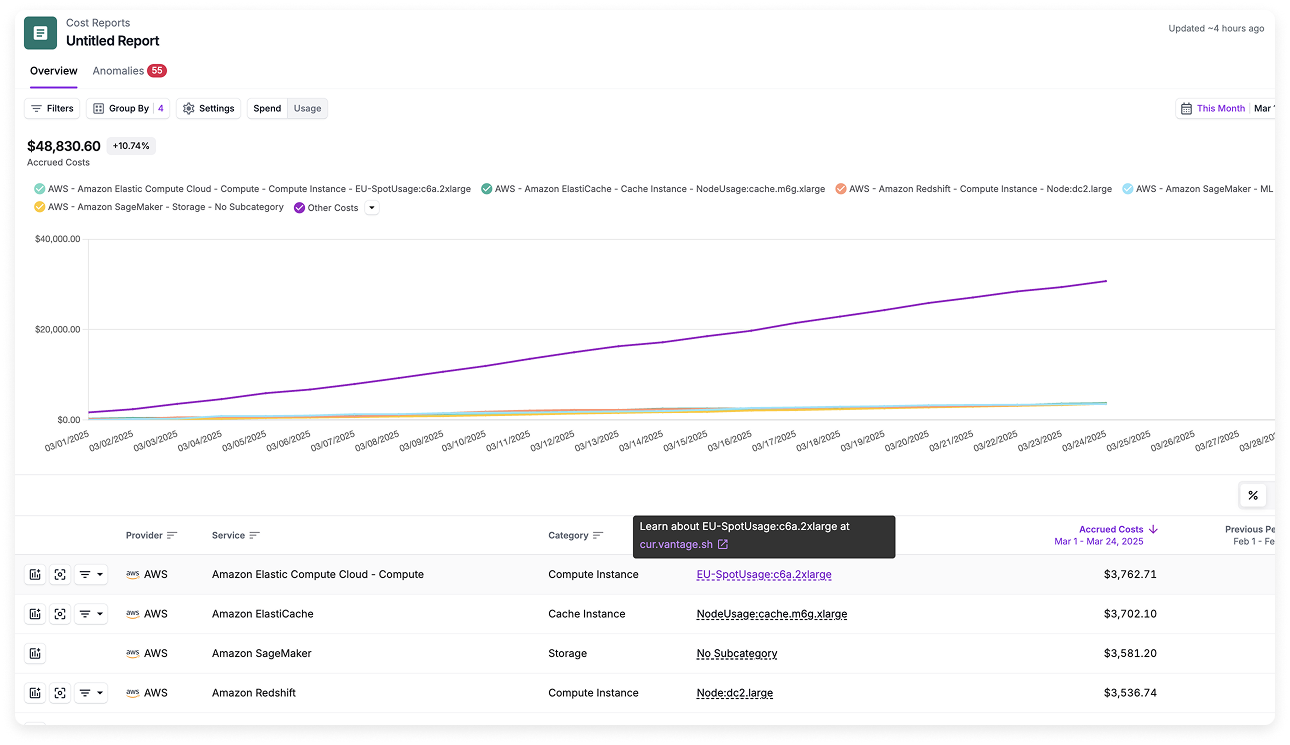 Cost Reports
Untitled Report
Updated ~4 hours ago
Overview
Anomalies 55
Filters
Group By 4
Settings
Spend
Usage
This Month
Mar
$48,830.60 +10.74%
Accrued Costs
AWS - Amazon Elastic Compute Cloud - Compute - Compute Instance - EU-SpotUsage:c6a.2xlarge
AWS - Amazon ElastiCache - Cache Instance - NodeUsage:cache.m6g.xlarge
AWS - Amazon Redshift - Compute Instance - Node:dc2.large
AWS - Amazon SageMaker - ML
AWS - Amazon SageMaker - Storage - No Subcategory
Other Costs
$40,000.00
$20,000.00
$0.00
03/01/2025
03/02/2025
03/03/2025
03/04/2025
03/05/2025
03/06/2025
03/07/2025
03/08/2025
03/09/2025
03/10/2025
03/11/2025
03/12/2025
03/13/2025
03/14/2025
03/15/2025
03/16/2025
03/17/2025
03/18/2025
03/19/2025
03/20/2025
03/21/2025
03/22/2025
03/23/2025
03/24/2025
03/25/2025
03/26/2025
03/27/2025
03/28/202
%
Learn about EU-SpotUsage:c6a.2xlarge at
cur.vantage.sh
Provider
Service
Category
Accrued Costs
Mar 1 - Mar 24, 2025
Previous Pe
Feb 1 - Fe
aws AWS Amazon Elastic Compute Cloud - Compute Compute Instance EU-SpotUsage:c6a.2xlarge $3,762.71
aws AWS Amazon ElastiCache Cache Instance NodeUsage:cache.m6g.xlarge $3,702.10
aws AWS Amazon SageMaker Storage No Subcategory $3,581.20
aws AWS Amazon Redshift Compute Instance Node:dc2.large $3,536.74